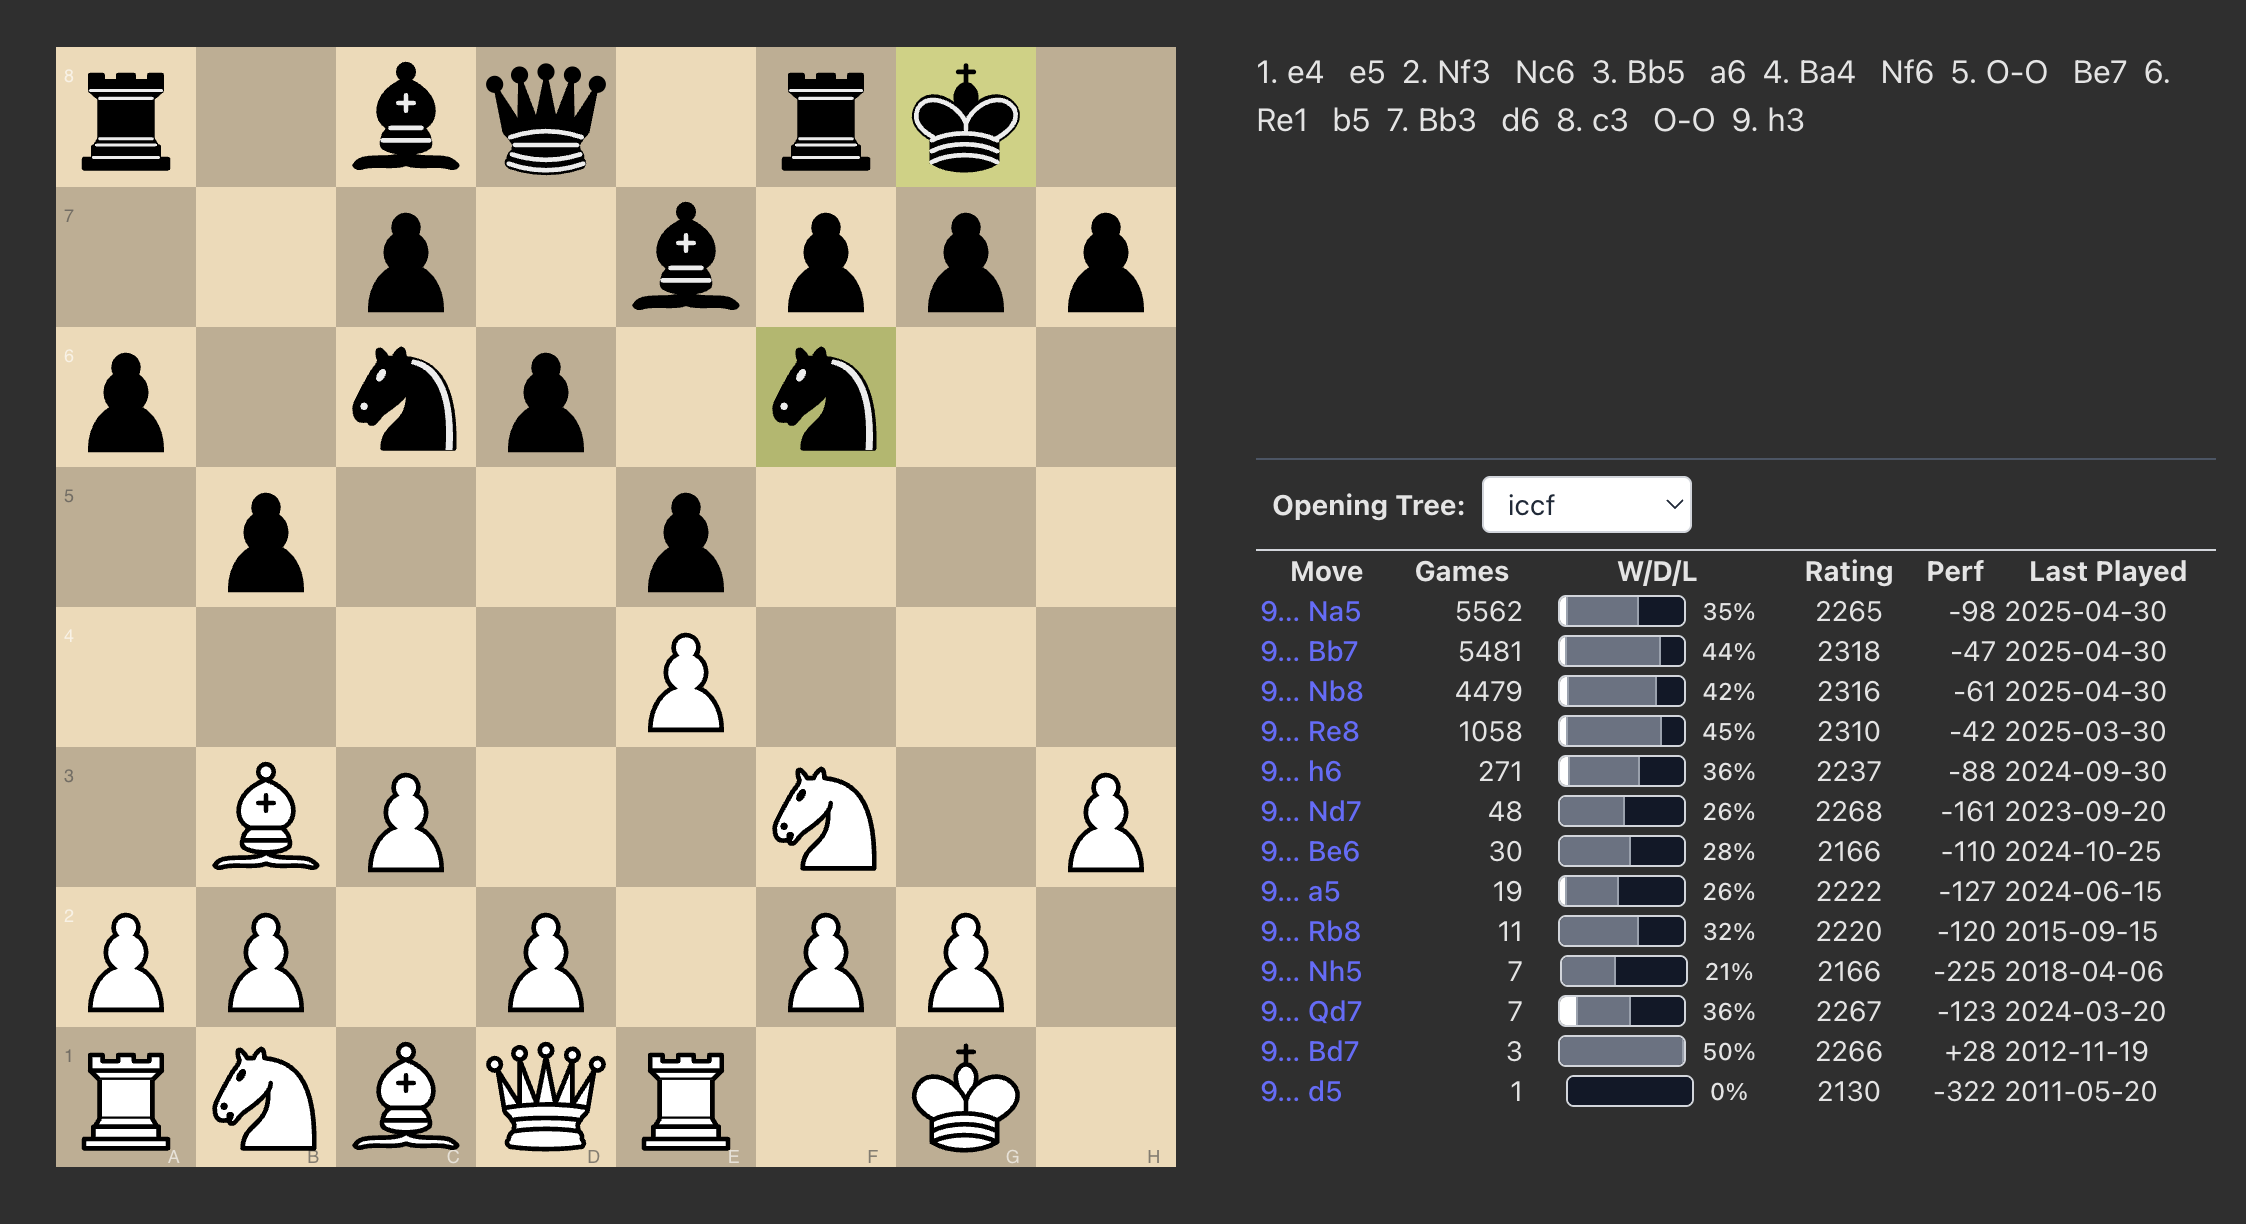 1. e4 e5 2. Nf3 Nc6 3. Bb5 a6 4. Ba4 Nf6 5. O-O Be7 6.
Re1 b5 7. Bb3 d6 8. c3 O-O 9. h3
8
7
6
5
4
3
2
1
A B C D E F G H
Opening Tree: iccf
Move Games W/D/L Rating Perf Last Played
9... Na5 5562 35% 2265 -98 2025-04-30
9... Bb7 5481 44% 2318 -47 2025-04-30
9... Nb8 4479 42% 2316 -61 2025-04-30
9... Re8 1058 45% 2310 -42 2025-03-30
9... h6 271 36% 2237 -88 2024-09-30
9... Nd7 48 26% 2268 -161 2023-09-20
9... Be6 30 28% 2166 -110 2024-10-25
9... a5 19 26% 2222 -127 2024-06-15
9... Rb8 11 32% 2220 -120 2015-09-15
9... Nh5 7 21% 2166 -225 2018-04-06
9... Qd7 7 36% 2267 -123 2024-03-20
9... Bd7 3 50% 2266 +28 2012-11-19
9... d5 1 0% 2130 -322 2011-05-20